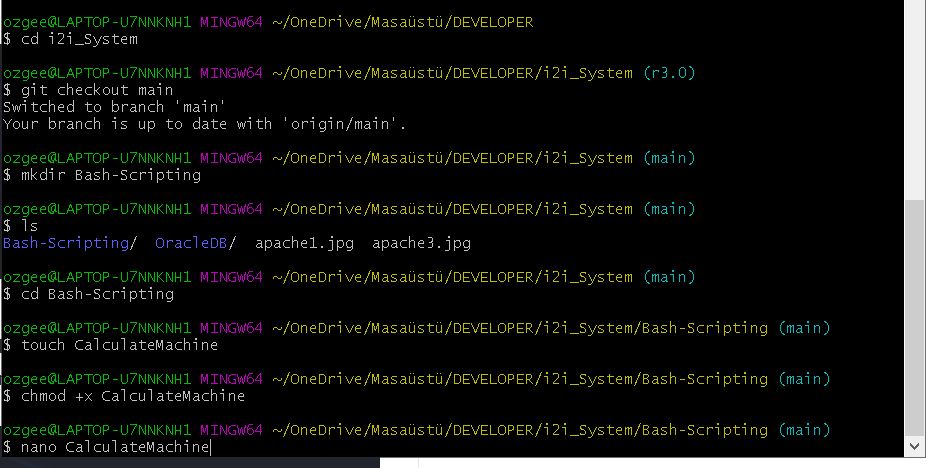 ozgee@LAPTOP-U7NNKNH1 MINGW64 ~/OneDrive/Masaüstü/DEVELOPER
$ cd i2i_System
ozgee@LAPTOP-U7NNKNH1 MINGW64 ~/OneDrive/Masaüstü/DEVELOPER/i2i_System (r3.0)
$ git checkout main
Switched to branch 'main'
Your branch is up to date with 'origin/main'.
ozgee@LAPTOP-U7NNKNH1 MINGW64 ~/OneDrive/Masaüstü/DEVELOPER/i2i_System (main)
$ mkdir Bash-Scripting
ozgee@LAPTOP-U7NNKNH1 MINGW64 ~/OneDrive/Masaüstü/DEVELOPER/i2i_System (main)
$ ls
Bash-Scripting/  OracleDB/  apache1.jpg  apache3.jpg
ozgee@LAPTOP-U7NNKNH1 MINGW64 ~/OneDrive/Masaüstü/DEVELOPER/i2i_System (main)
$ cd Bash-Scripting
ozgee@LAPTOP-U7NNKNH1 MINGW64 ~/OneDrive/Masaüstü/DEVELOPER/i2i_System/Bash-Scripting (main)
$ touch CalculateMachine
ozgee@LAPTOP-U7NNKNH1 MINGW64 ~/OneDrive/Masaüstü/DEVELOPER/i2i_System/Bash-Scripting (main)
$ chmod +x CalculateMachine
ozgee@LAPTOP-U7NNKNH1 MINGW64 ~/OneDrive/Masaüstü/DEVELOPER/i2i_System/Bash-Scripting (main)
$ nano CalculateMachine